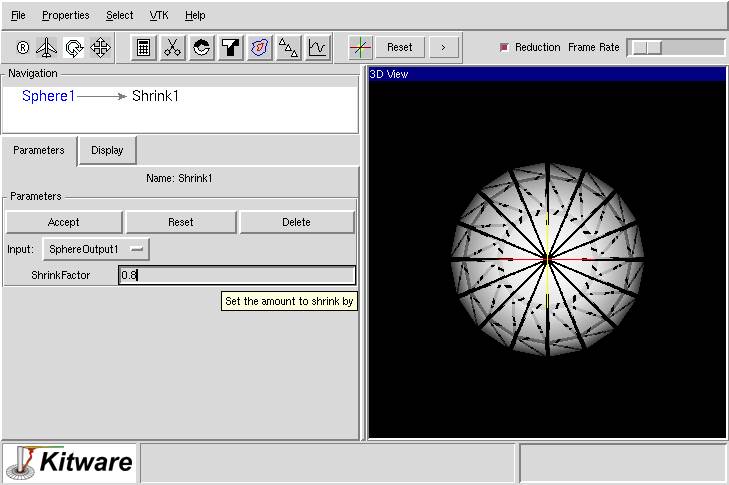 File Properties Select VTK Help
R Reset > Reduction Frame Rate
Navigation
Sphere1 Shrink1
Parameters Display
Name: Shrink1
Parameters
Accept Reset Delete
Input: SphereOutput1
ShrinkFactor 0.8
Set the amount to shrink by
3D View
Kitware